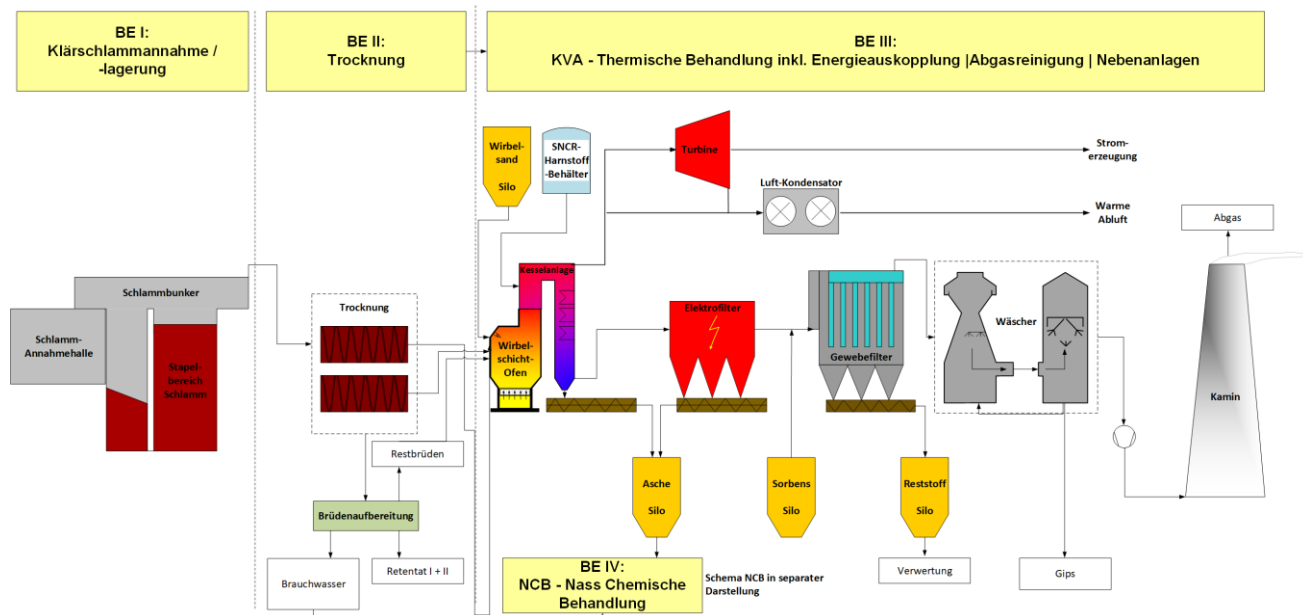 BE I:
Klärschlammannahme /
-lagerung
BE II:
Trocknung
BE III:
KVA - Thermische Behandlung inkl. Energieauskopplung |Abgasreinigung | Nebenanlagen
Wirbel-
sand
Silo
SNCR-
Harnstoff
-Behälter
Turbine
Strom-
erzeugung
Luft-Kondensator
Warme
Abluft
Abgas
Schlammbunker
Schlamm-
Annahmehalle
Stapel-
bereich
Schlamm
Trocknung
Kesselanlage
Wirbel-
schicht-
Ofen
Elektrofilter
Gewebefilter
Wäscher
Kamin
Restbrüden
Brüdenaufbereitung
Brauchwasser
Retentat I + II
Asche
Silo
Sorbens
Silo
Reststoff
Silo
BE IV:
NCB - Nass Chemische
Behandlung
Schema NCB in separater
Darstellung
Verwertung
Gips